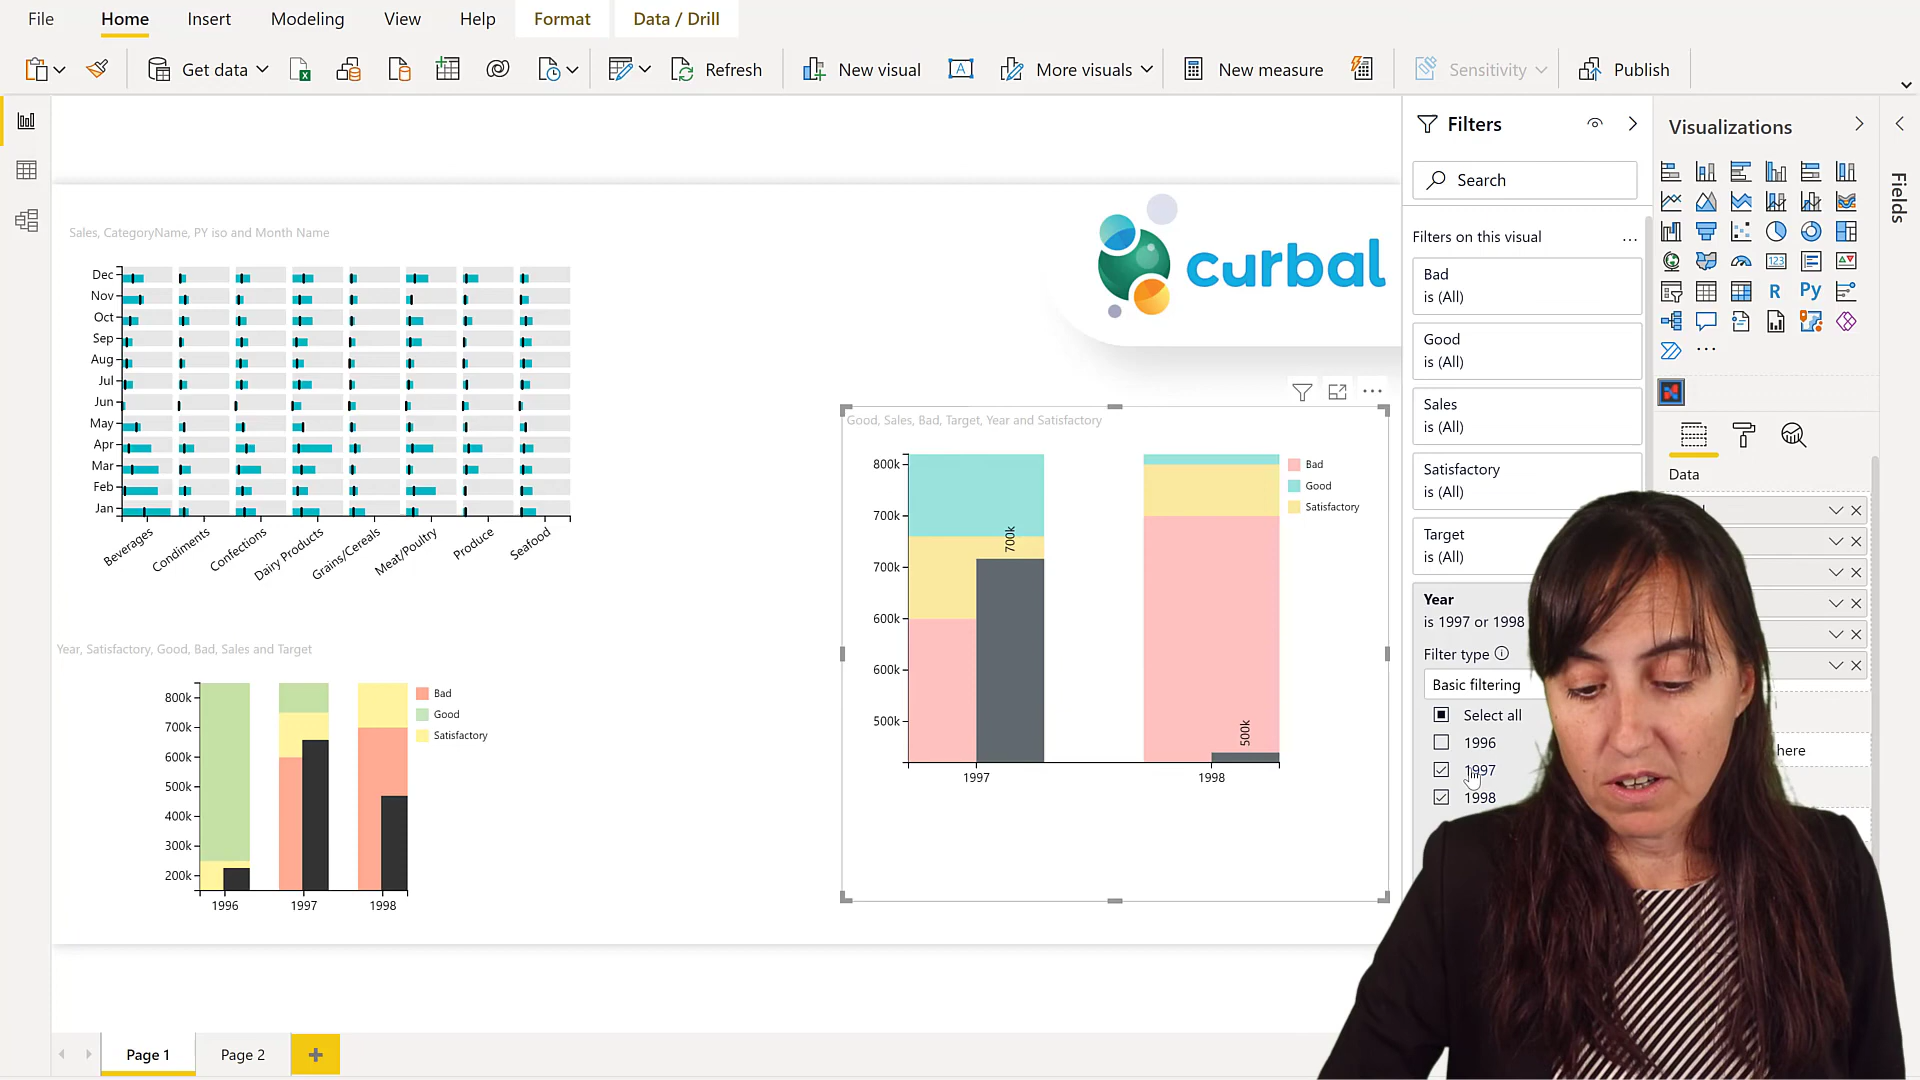 File Home Insert Modeling View Help Format Data / Drill
Get data Refresh New visual A More visuals New measure Sensitivity Publish
Sales, CategoryName, PY iso and Month Name
Dec
Nov
Oct
Sep
Aug
Jul
Jun
May
Apr
Mar
Feb
Jan
Beverages Condiments Confections Dairy Products Grains/Cereals Meat/Poultry Produce Seafood
curbal
Year, Satisfactory, Good, Bad, Sales and Target
800k
700k
600k
500k
400k
300k
200k
1996 1997 1998
Bad
Good
Satisfactory
Good, Sales, Bad, Target, Year and Satisfactory
800k
700k
700k
600k
600k
500k
700k
500k
1997 1998
Bad
Good
Satisfactory
Filters
Search
Filters on this visual ...
Bad
is (All)
Good
is (All)
Sales
is (All)
Satisfactory
is (All)
Target
is (All)
Year
is 1997 or 1998
Filter type
Basic filtering
Select all
1996
1997
1998
Visualizations
123
R Py
Data
here
Fields
Page 1 Page 2 +